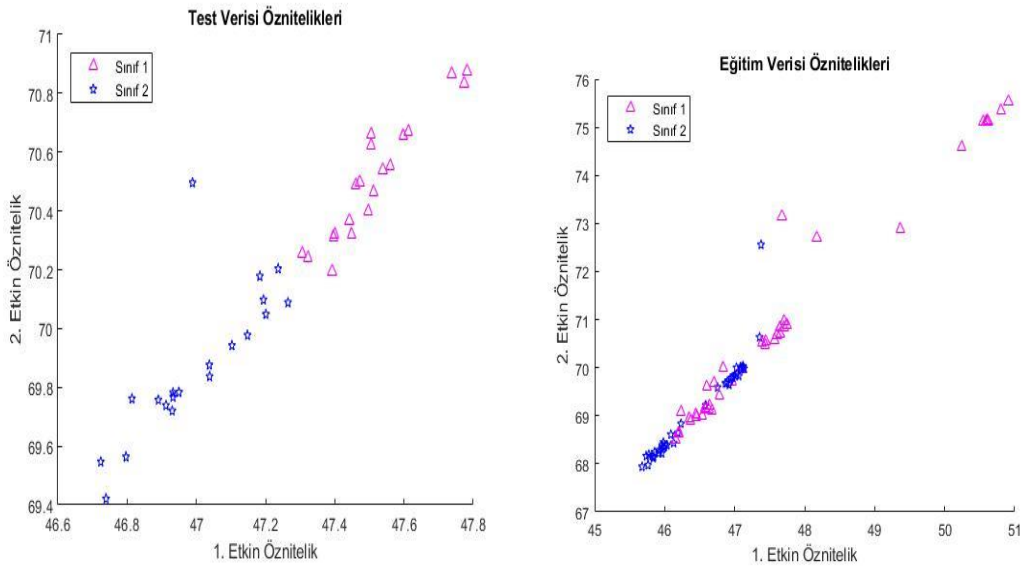 Test Verisi Öznitelikleri
71
70.8
70.6
70.4
70.2
70
69.8
69.6
69.4
2. Etkin Öznitelik
Sınıf 1
Sınıf 2
46.6 46.8 47 47.2 47.4 47.6 47.8
1. Etkin Öznitelik
Eğitim Verisi Öznitelikleri
76
75
74
73
72
71
70
69
68
67
2. Etkin Öznitelik
Sınıf 1
Sınıf 2
45 46 47 48 49 50 51
1. Etkin Öznitelik